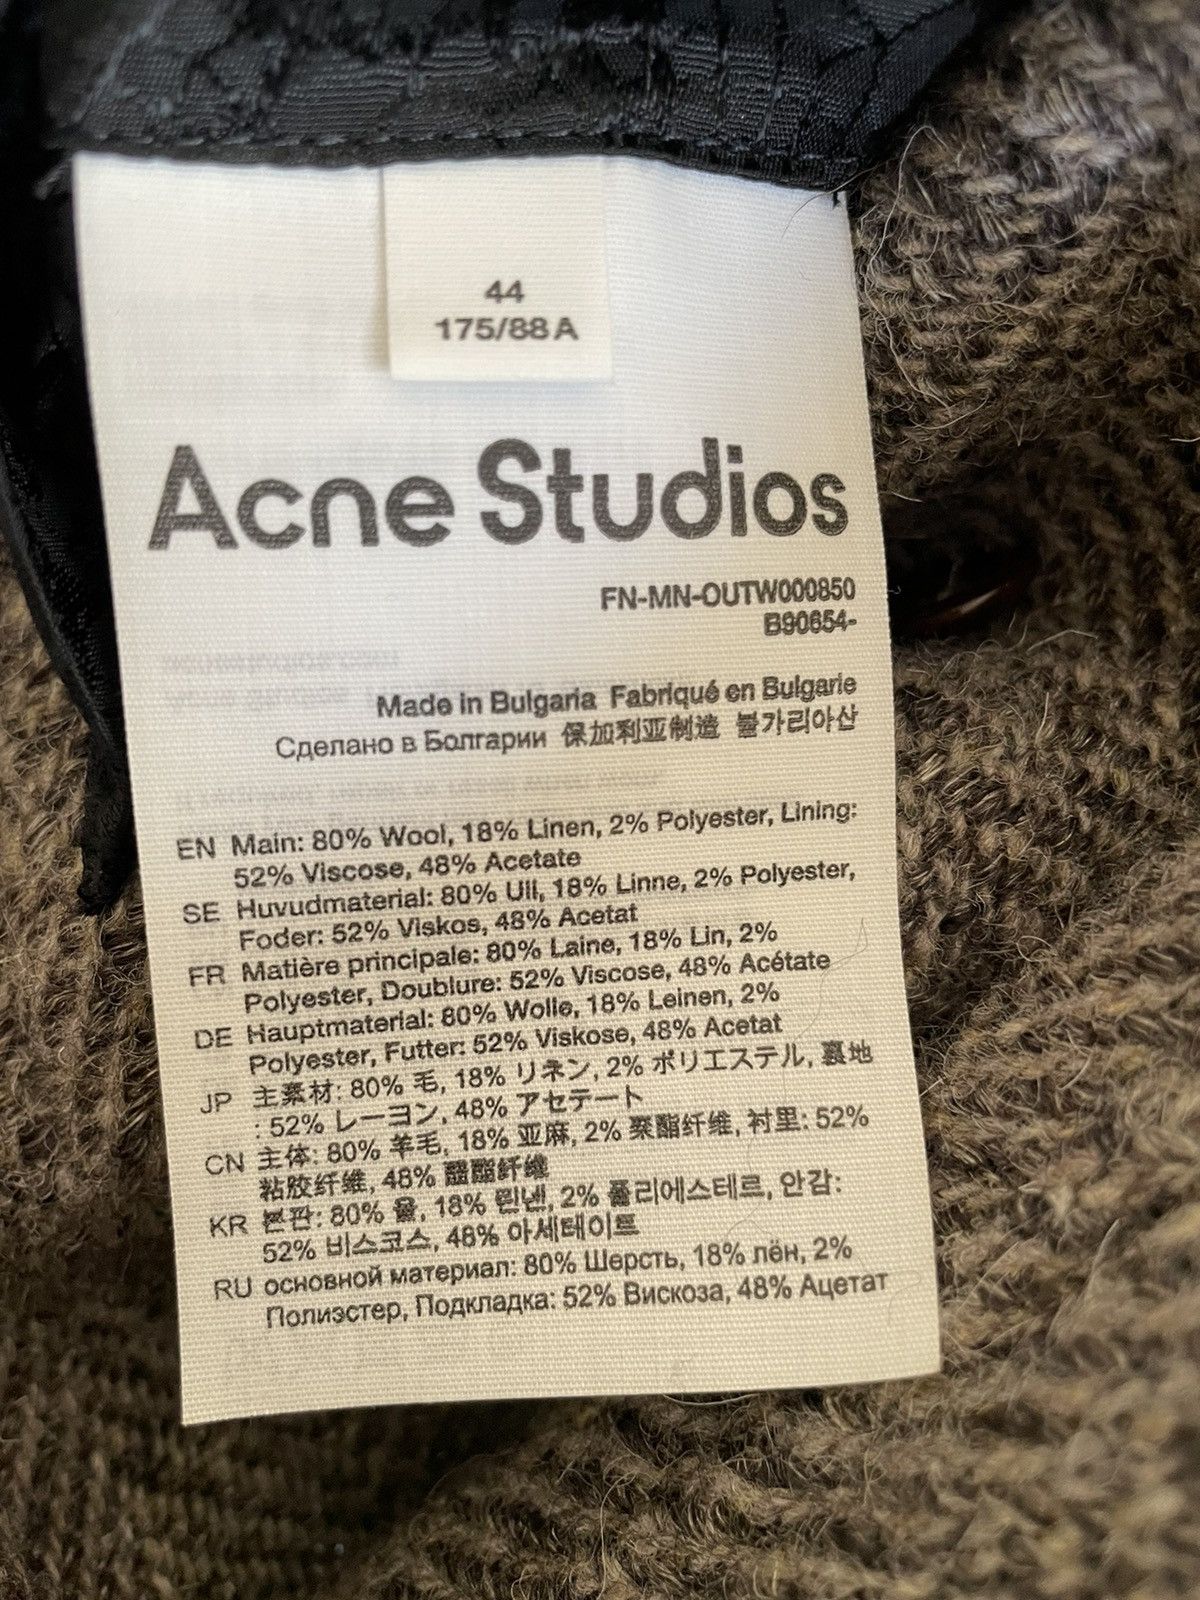 44
175/88A
Acne Studios
FN-MN-OUTW000850
B90654-
Made in Bulgaria Fabriqué en Bulgarie
Сделано в Болгарии 保加利亚制造 불가리아산
EN Main: 80% Wool, 18% Linen, 2% Polyester, Lining:
52% Viscose, 48% Acetate
SE Huvudmaterial: 80% Ull, 18% Linne, 2% Polyester,
Foder: 52% Viskos, 48% Acetat
FR Matière principale: 80% Laine, 18% Lin, 2%
Polyester, Doublure: 52% Viscose, 48% Acétate
DE Hauptmaterial: 80% Wolle, 18% Leinen, 2%
Polyester, Futter: 52% Viskose, 48% Acetat
JP 主素材: 80% 毛, 18% リネン, 2% ポリエステル, 裏地
: 52% レーヨン, 48% アセテート
CN 主体: 80% 羊毛, 18% 亚麻, 2% 聚酯纤维, 衬里: 52%
粘胶纤维, 48% 醋酯纤维
KR 본판: 80% 울, 18% 린넨, 2% 폴리에스테르, 안감:
52% 비스코스, 48% 아세테이트
RU основной материал: 80% Шерсть, 18% лён, 2%
Полиэстер, Подкладка: 52% Вискоза, 48% Ацетат